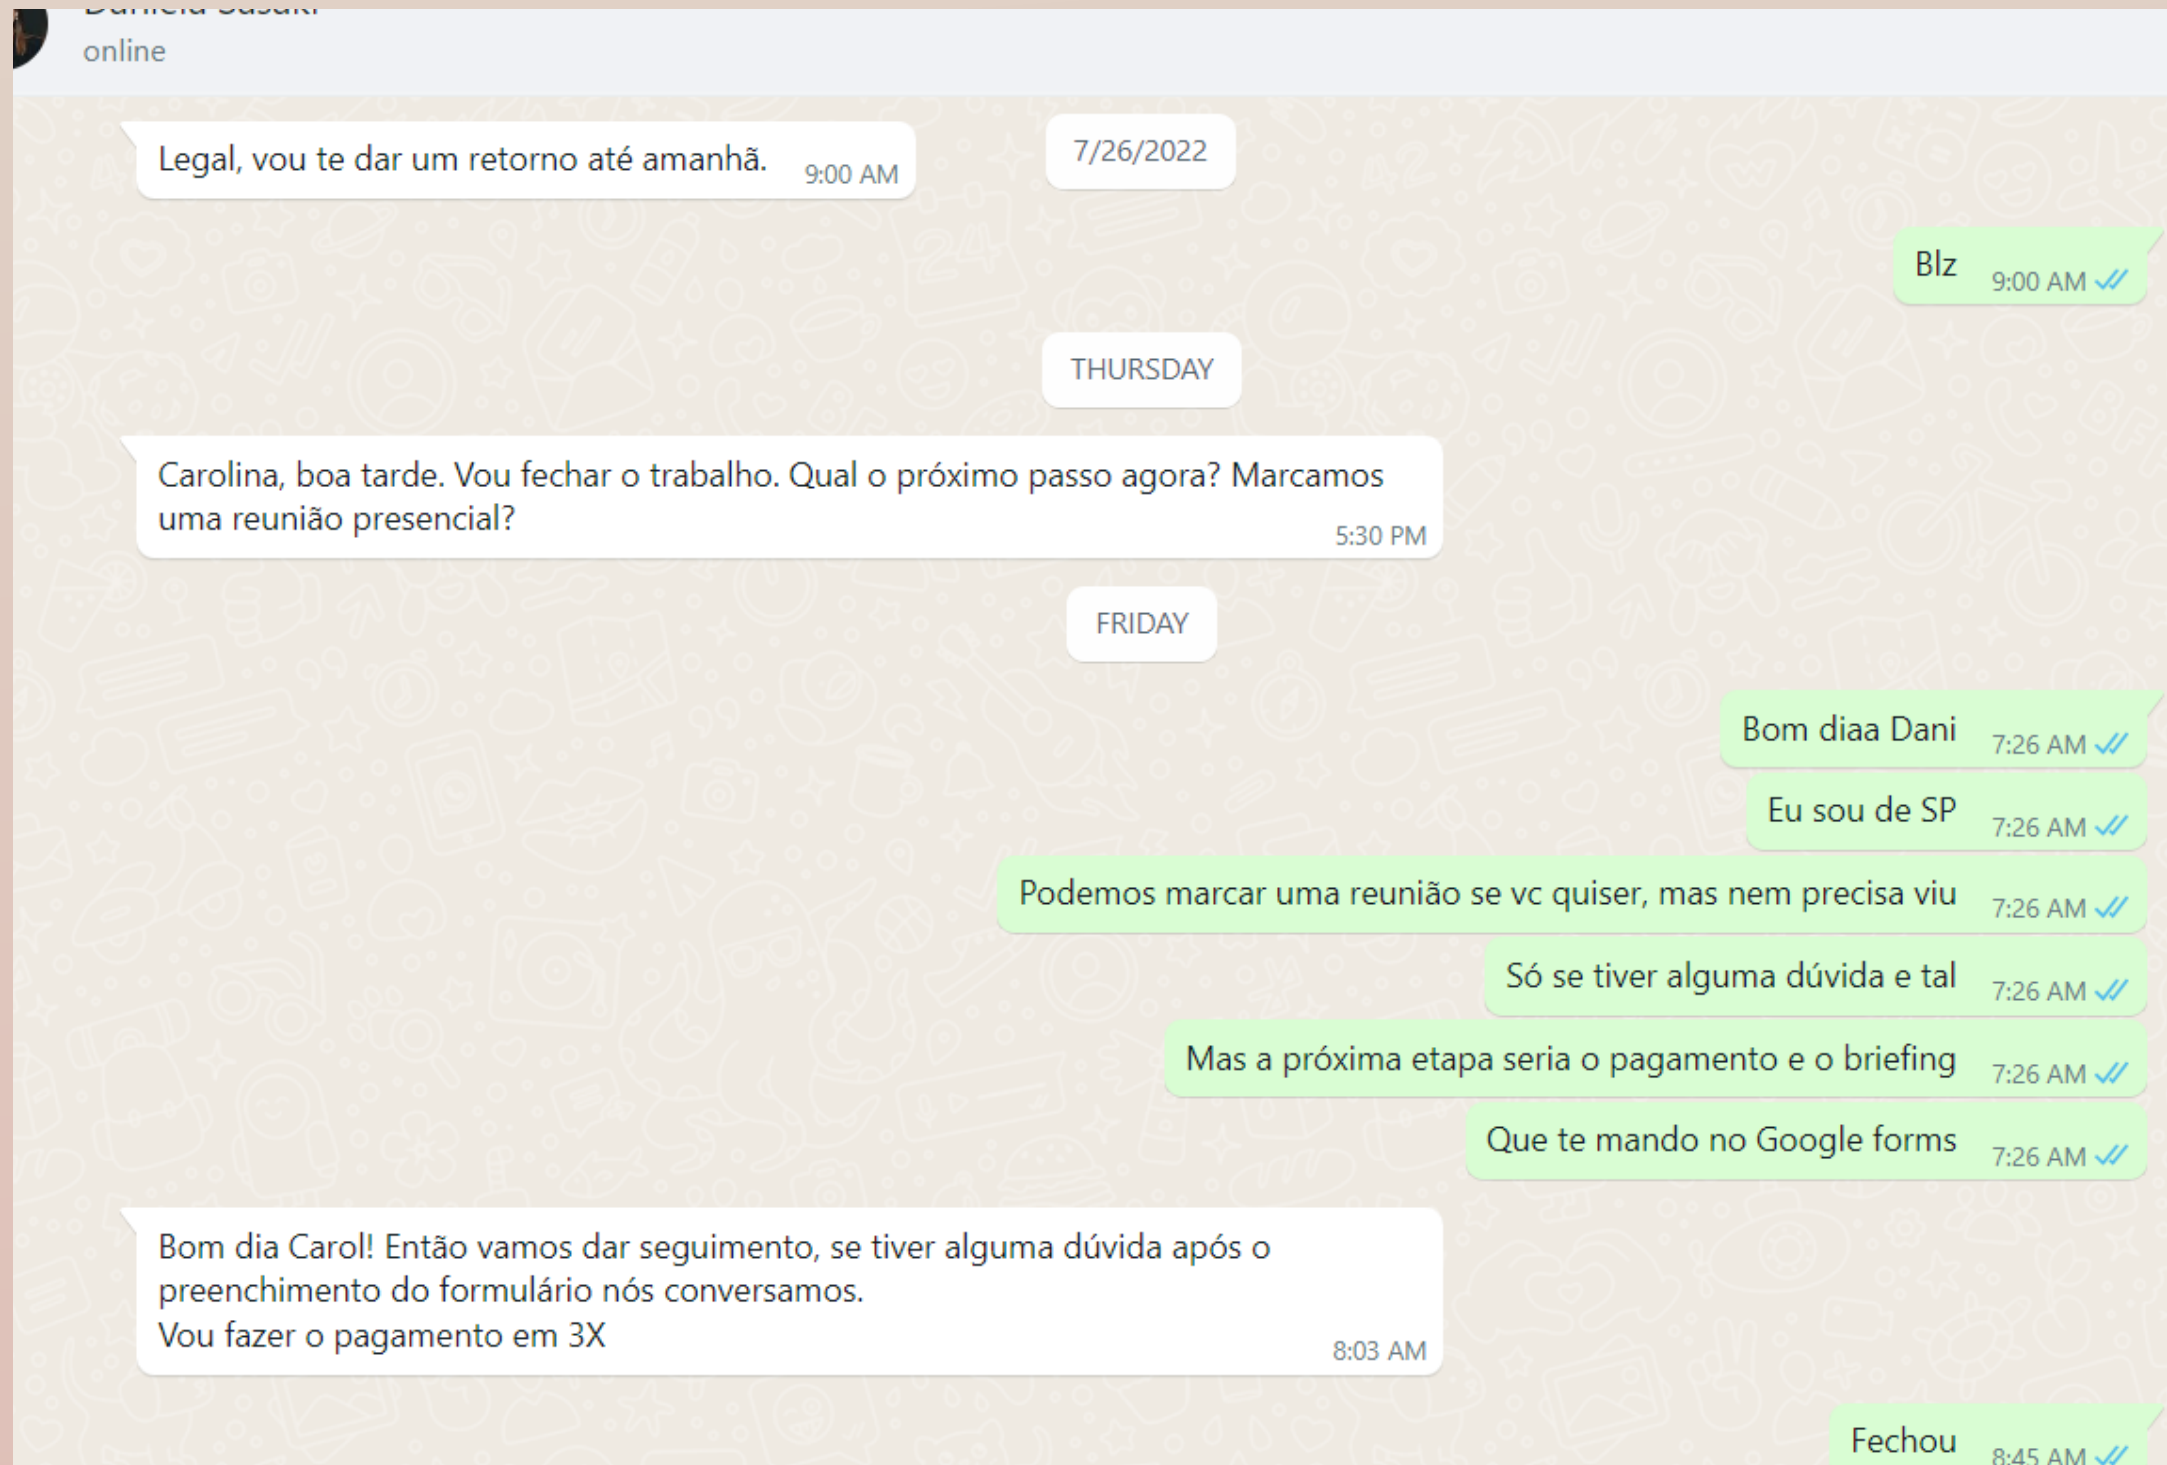 online
7/26/2022
Legal, vou te dar um retorno até amanhã.
9:00 AM
Blz
9:00 AM
THURSDAY
Carolina, boa tarde. Vou fechar o trabalho. Qual o próximo passo agora? Marcamos
uma reunião presencial?
5:30 PM
FRIDAY
Bom diaa Dani
7:26 AM
Eu sou de SP
7:26 AM
Podemos marcar uma reunião se vc quiser, mas nem precisa viu
7:26 AM
Só se tiver alguma dúvida e tal
7:26 AM
Mas a próxima etapa seria o pagamento e o briefing
7:26 AM
Que te mando no Google forms
7:26 AM
Bom dia Carol! Então vamos dar seguimento, se tiver alguma dúvida após o
preenchimento do formulário nós conversamos.
Vou fazer o pagamento em 3X
8:03 AM
Fechou
8:45 AM